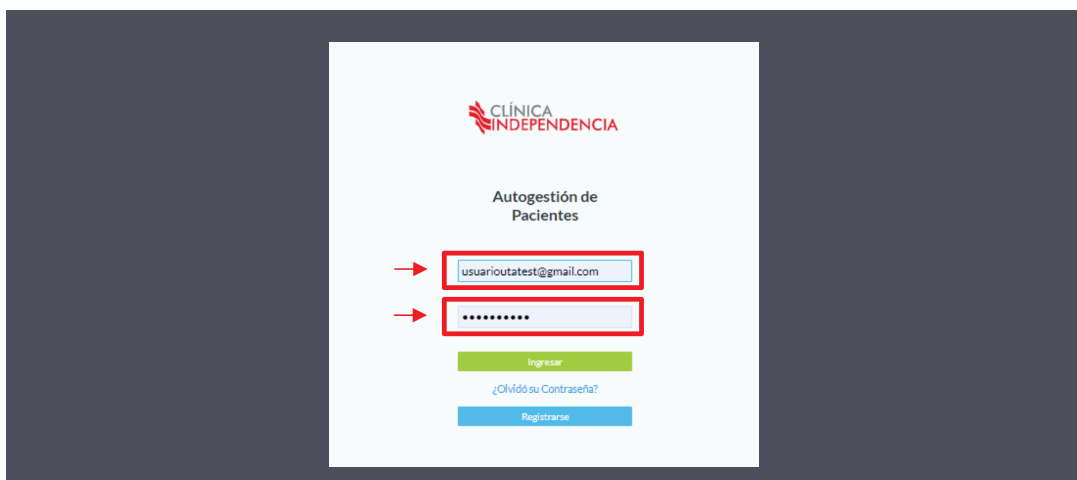 CLÍNICA
INDEPENDENCIA
Autogestión de
Pacientes
usuarioutatest@gmail.com
••••••••••
Ingresar
¿Olvidó su Contraseña?
Registrarse